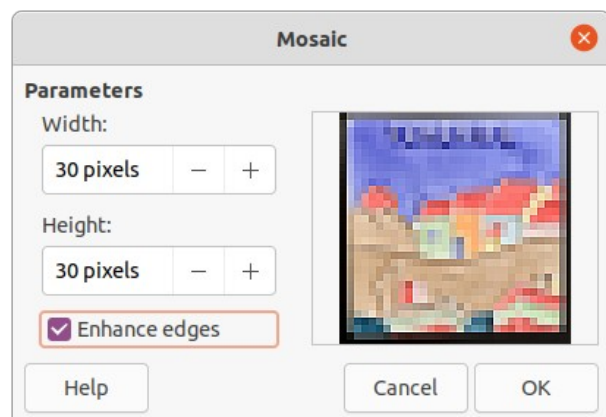 Mosaic
Parameters
Width:
30 pixels
Height:
30 pixels
Enhance edges
Help Cancel OK